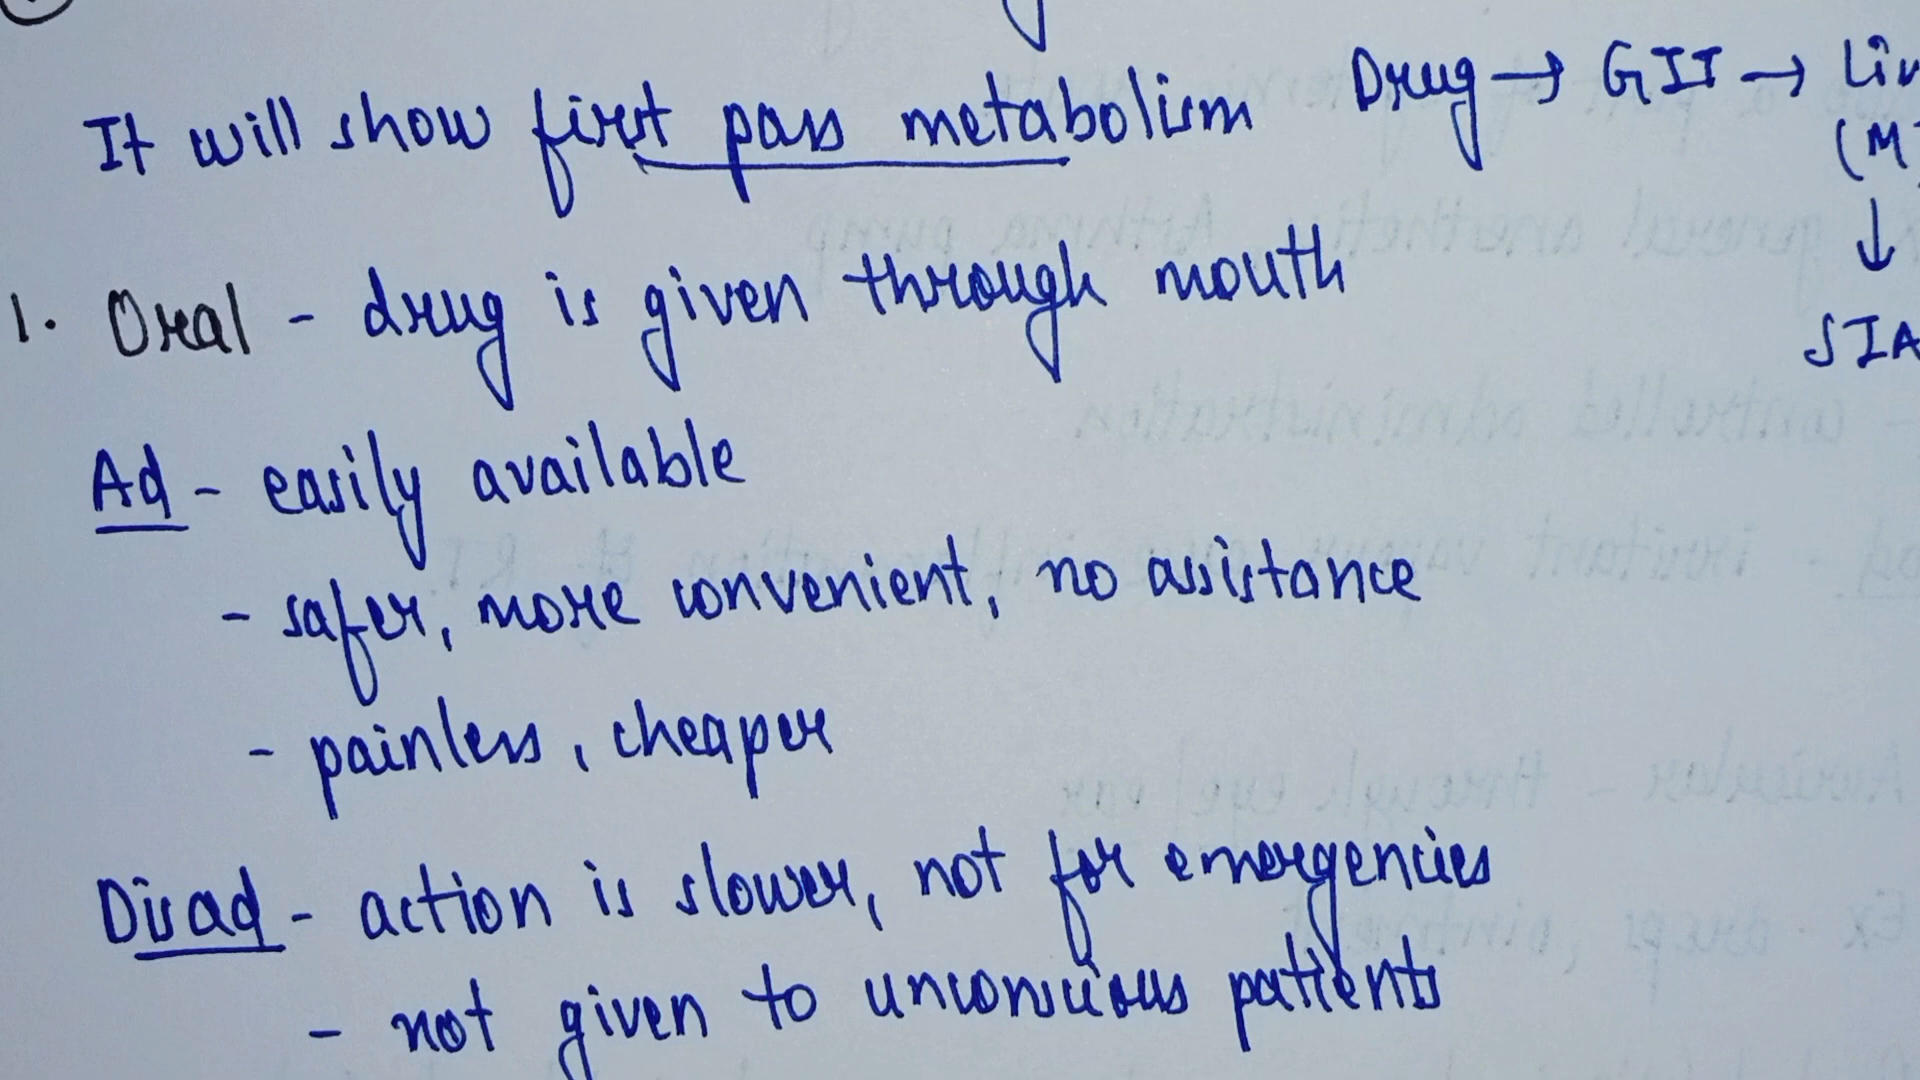 It will show first pass metabolism Drug → GIT → Liv
(M
↓
SIA
1. Oral - drug is given through mouth
Ad - easily available
- safer, more convenient, no assistance
- painless, cheaper
Disad - action is slower, not for emergencies
- not given to unconscious patients